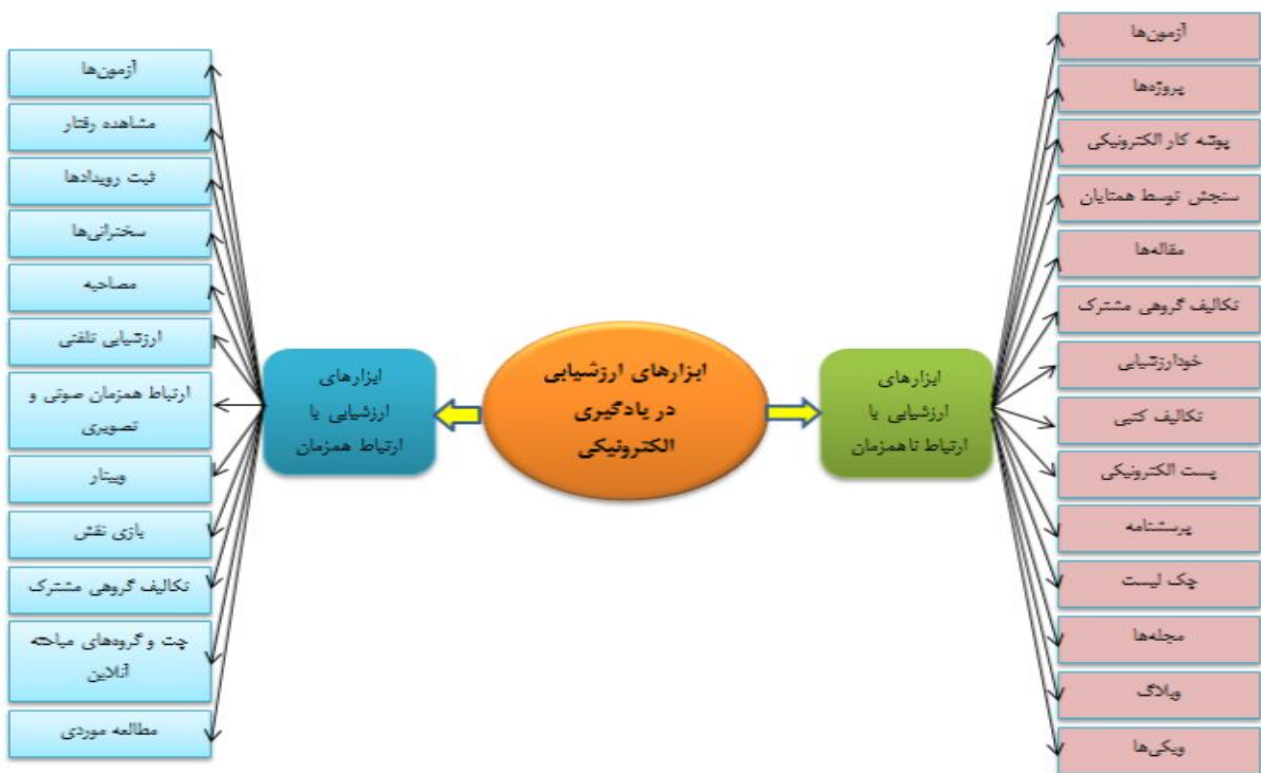 آزمون‌ها
پروژه‌ها
پوشه کار الکترونیکی
سنجش توسط همتایان
مقاله‌ها
تکالیف گروهی مشترک
خودارزشیابی
تکالیف کتبی
پست الکترونیکی
پرسشنامه
چک لیست
مجله‌ها
وبلاگ
ویکی‌ها
ابزارهای
ارزشیابی با
ارتباط ناهمزمان
ابزارهای ارزشیابی
در یادگیری
الکترونیکی
ابزارهای
ارزشیابی با
ارتباط همزمان
آزمون‌ها
مشاهده رفتار
ثبت رویدادها
سخنرانی‌ها
مصاحبه
ارزشیابی تلفنی
ارتباط همزمان صوتی و
تصویری
وبینار
بازی نقش
تکالیف گروهی مشترک
چت و گروه‌های مباحثه
آنلاین
مطالعه موردی